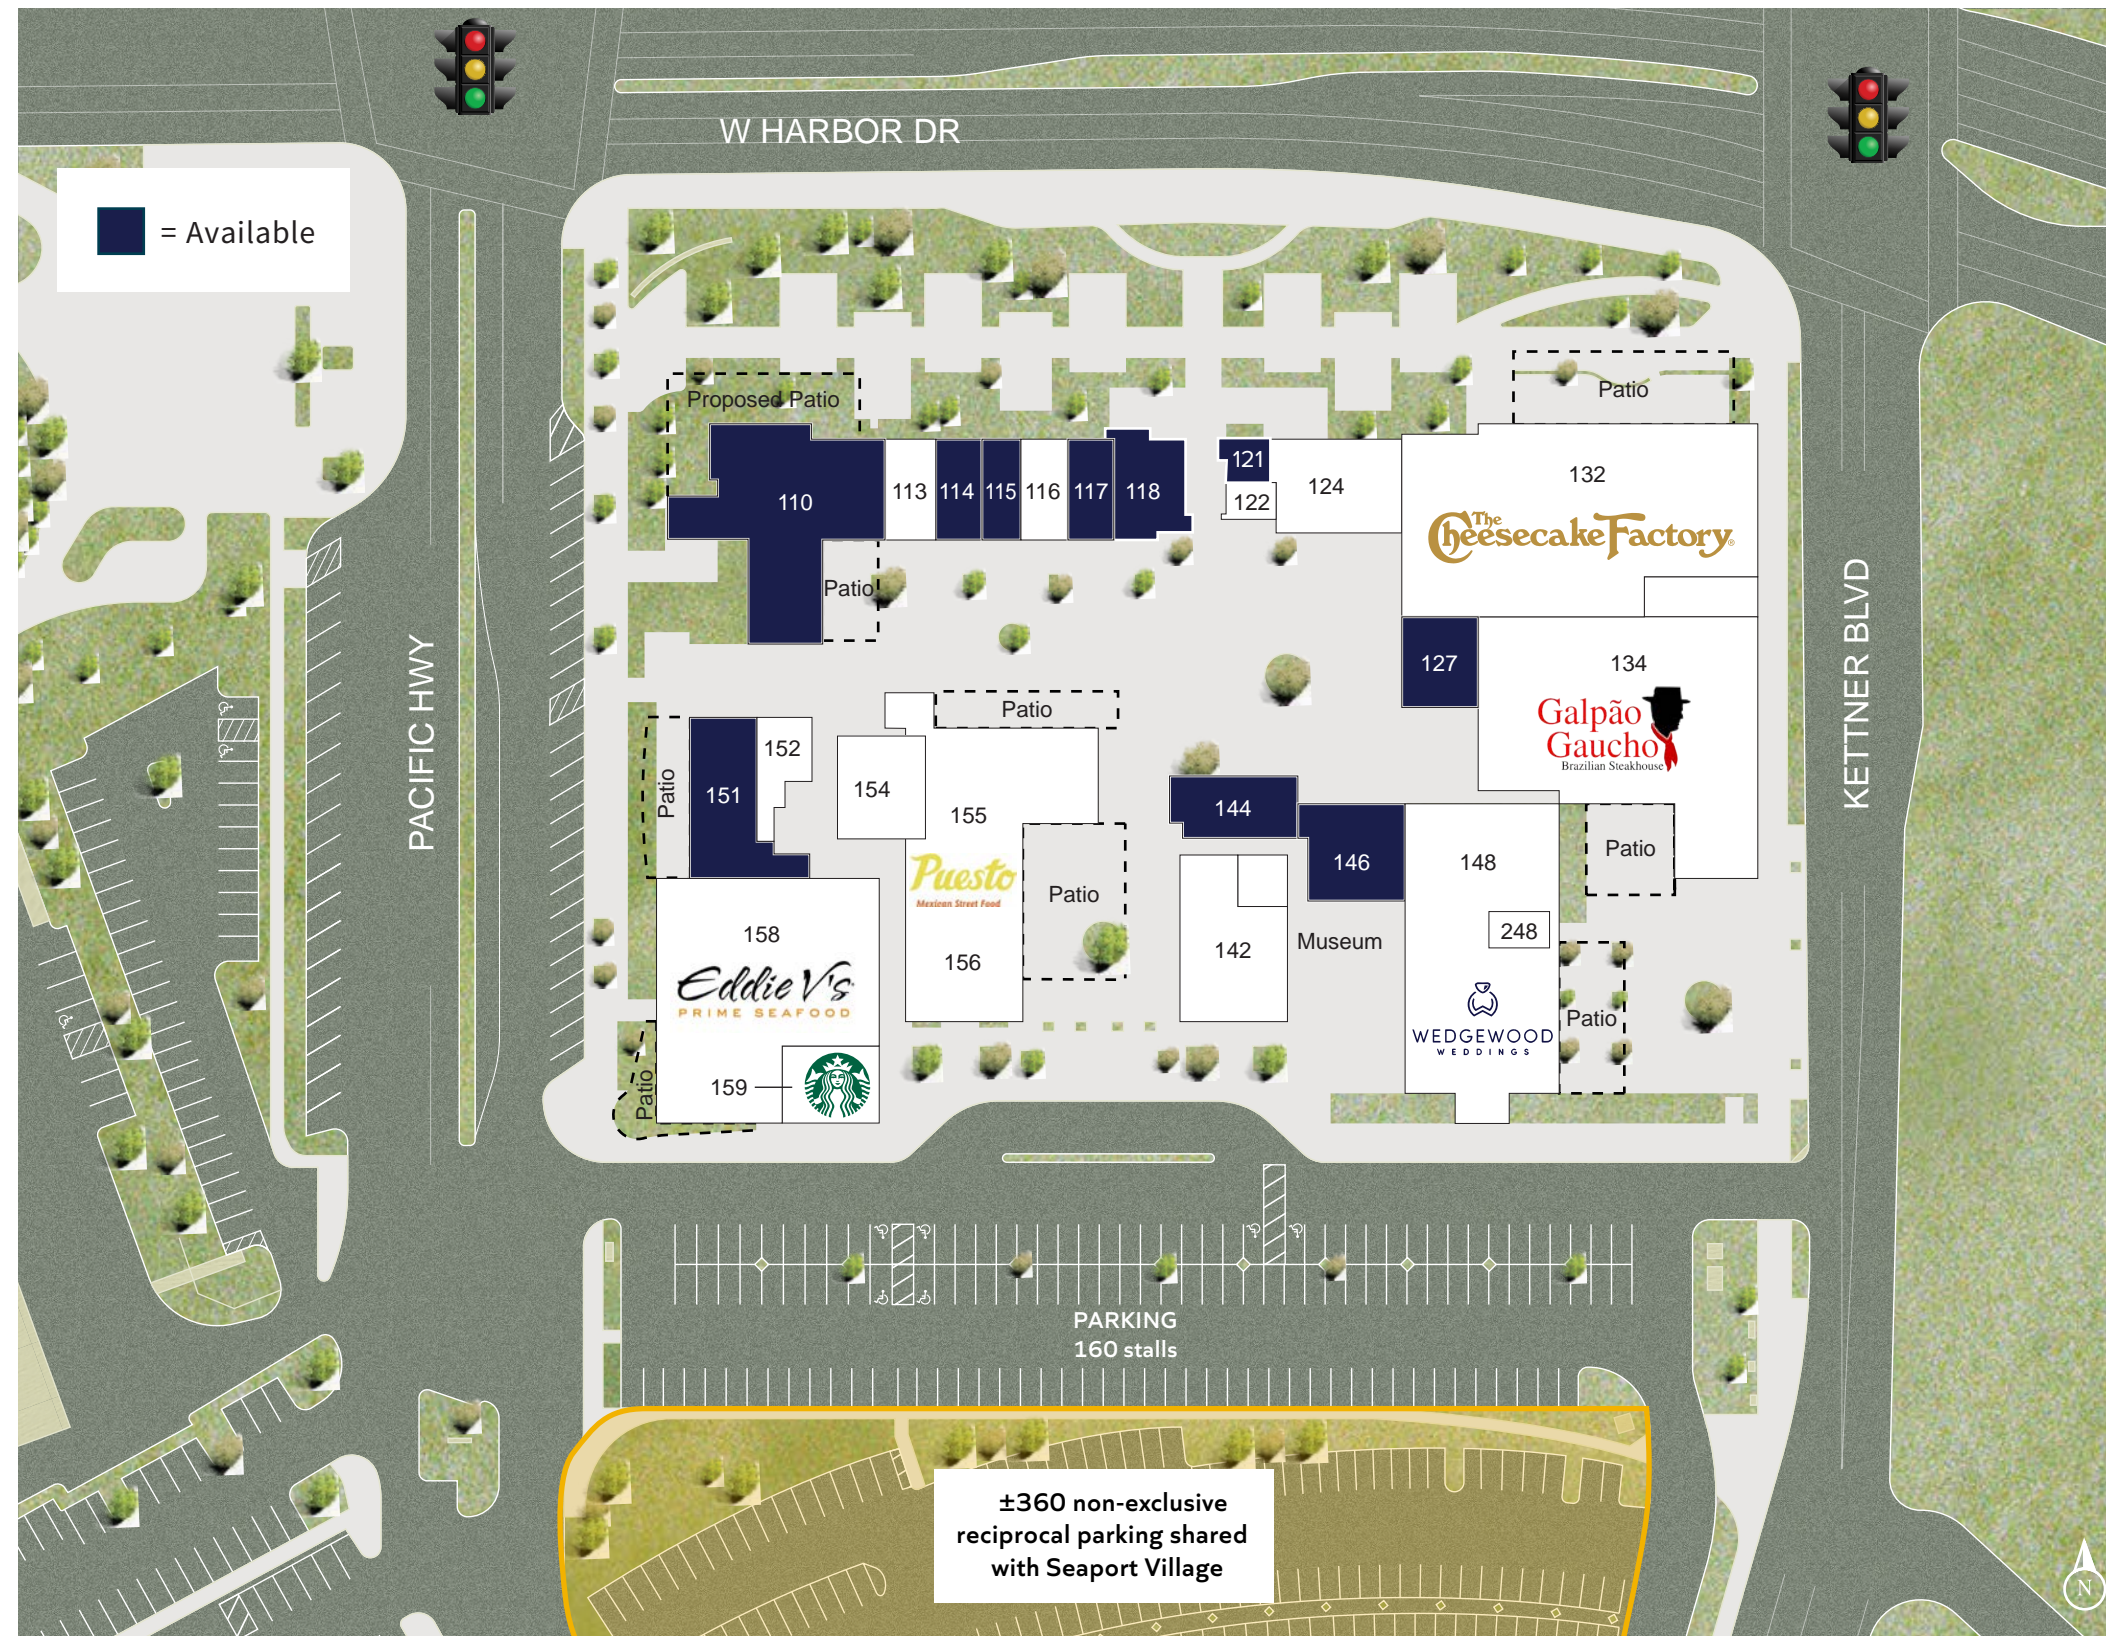 W HARBOR DR
= Available
Proposed Patio
Patio
110
113
114
115
116
117
118
121
122
124
132
The
Cheesecake Factory®
Patio
127
134
Galpão
Gaucho
Brazilian Steakhouse
PACIFIC HWY
KETTNER BLVD
Patio
Patio
151
152
154
155
Puesto
Mexican Street Food
156
Patio
144
146
148
Patio
248
142
Museum
158
Eddie V's
PRIME SEAFOOD
WEDGEWOOD
WEDDINGS
Patio
Patio
159
PARKING
160 stalls
±360 non-exclusive
reciprocal parking shared
with Seaport Village
N